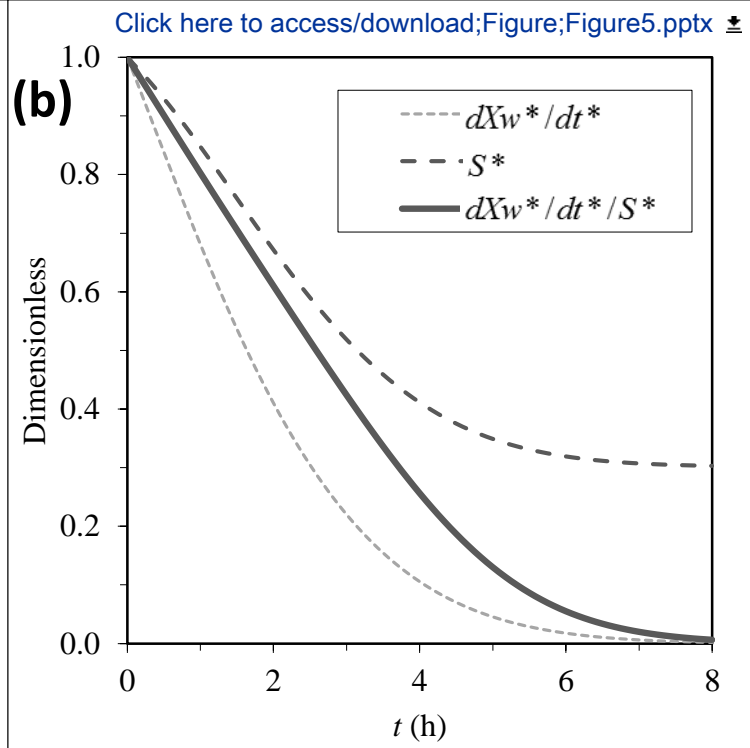 Click here to access/download;Figure;Figure5.pptx
(b)
dXw*/dt*
S*
dXw*/dt*/S*
Dimensionless
1.0
0.8
0.6
0.4
0.2
0.0
0 2 4 6 8
t (h)